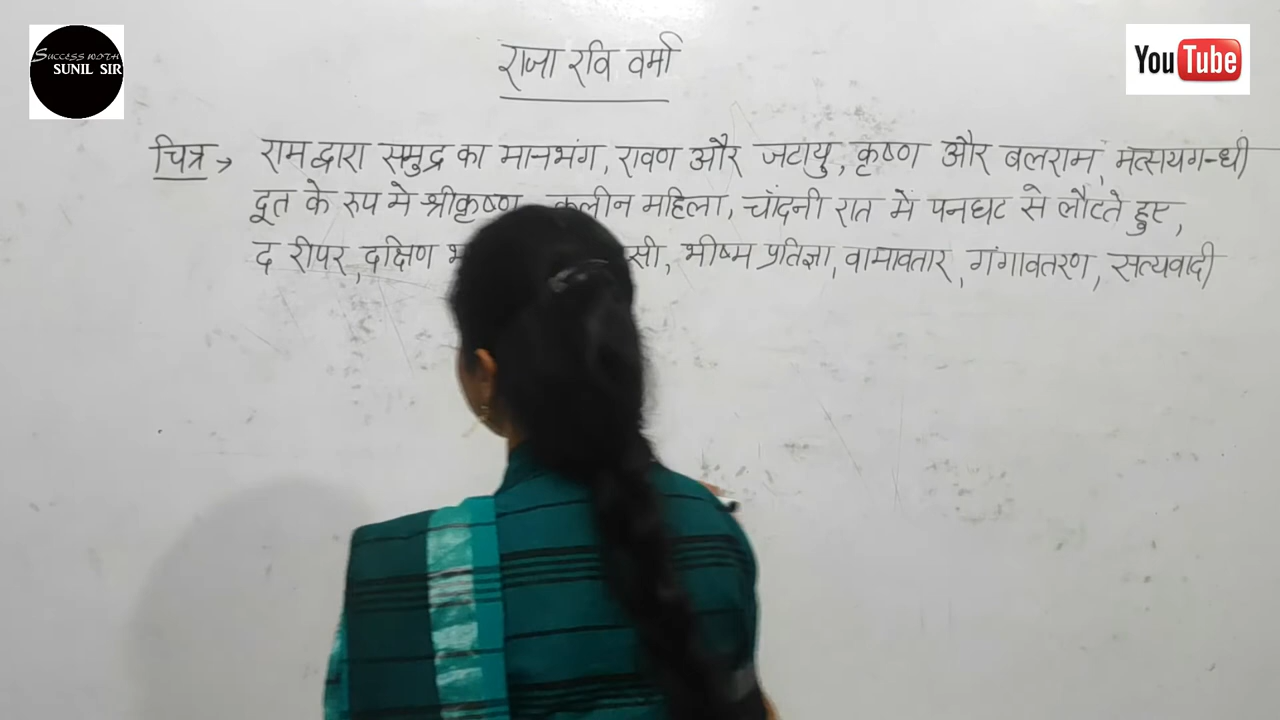 SUCCESS WITH
SUNIL SIR
YouTube
राजा रवि वर्मा
चित्र → राम द्वारा समुद्र का मानभंग, रावण और जटायु, कृष्ण और बलराम, मत्सयगन्धी
दूत के रूप मे श्रीकृष्ण कुलीन महिला, चाँदनी रात में पनघट से लौटते हुए,
द रीपर, दक्षिण सी, भीष्म प्रतिज्ञा, वामावतार, गंगावतरण, सत्यवादी